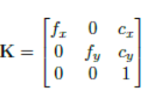 K = [ f_x 0 c_x
0 f_y c_y
0 0 1 ]